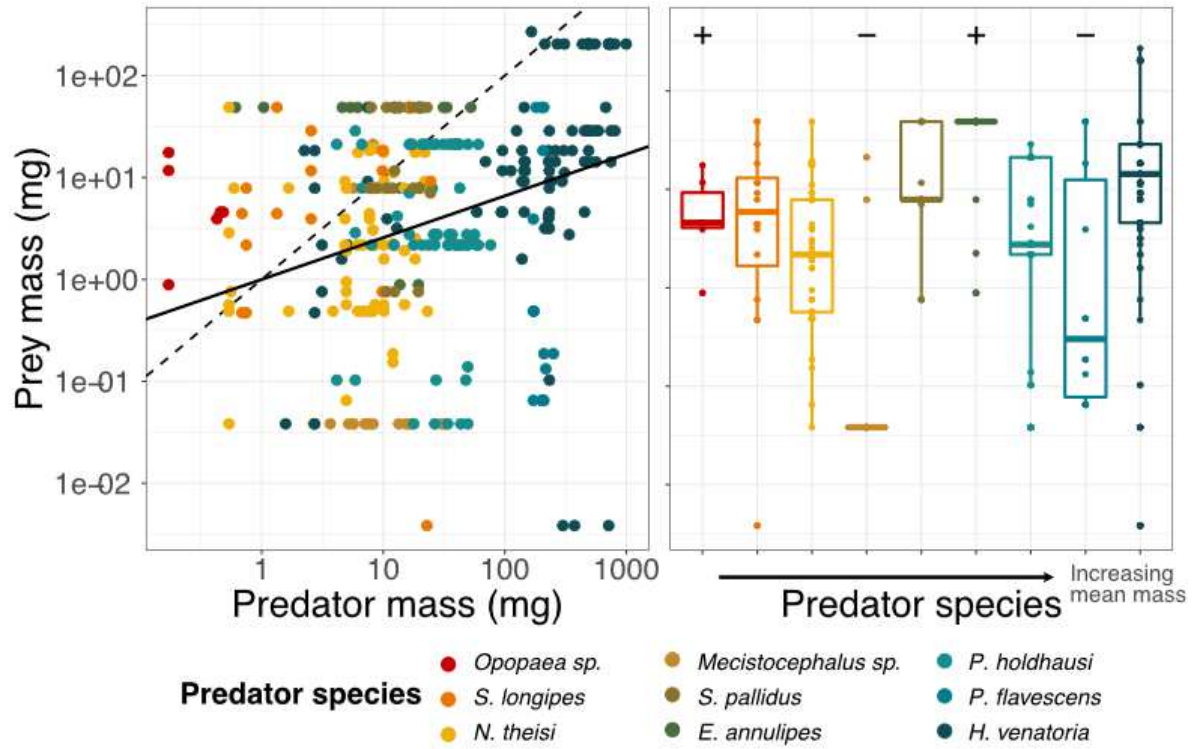 + − + −
1e+02
1e+01
1e+00
1e-01
1e-02
Prey mass (mg)
1 10 100 1000
Predator mass (mg)
Predator species
Increasing
mean mass
Predator species
Opopaea sp.
S. longipes
N. theisi
Mecistocephalus sp.
S. pallidus
E. annulipes
P. holdhausi
P. flavescens
H. venatoria